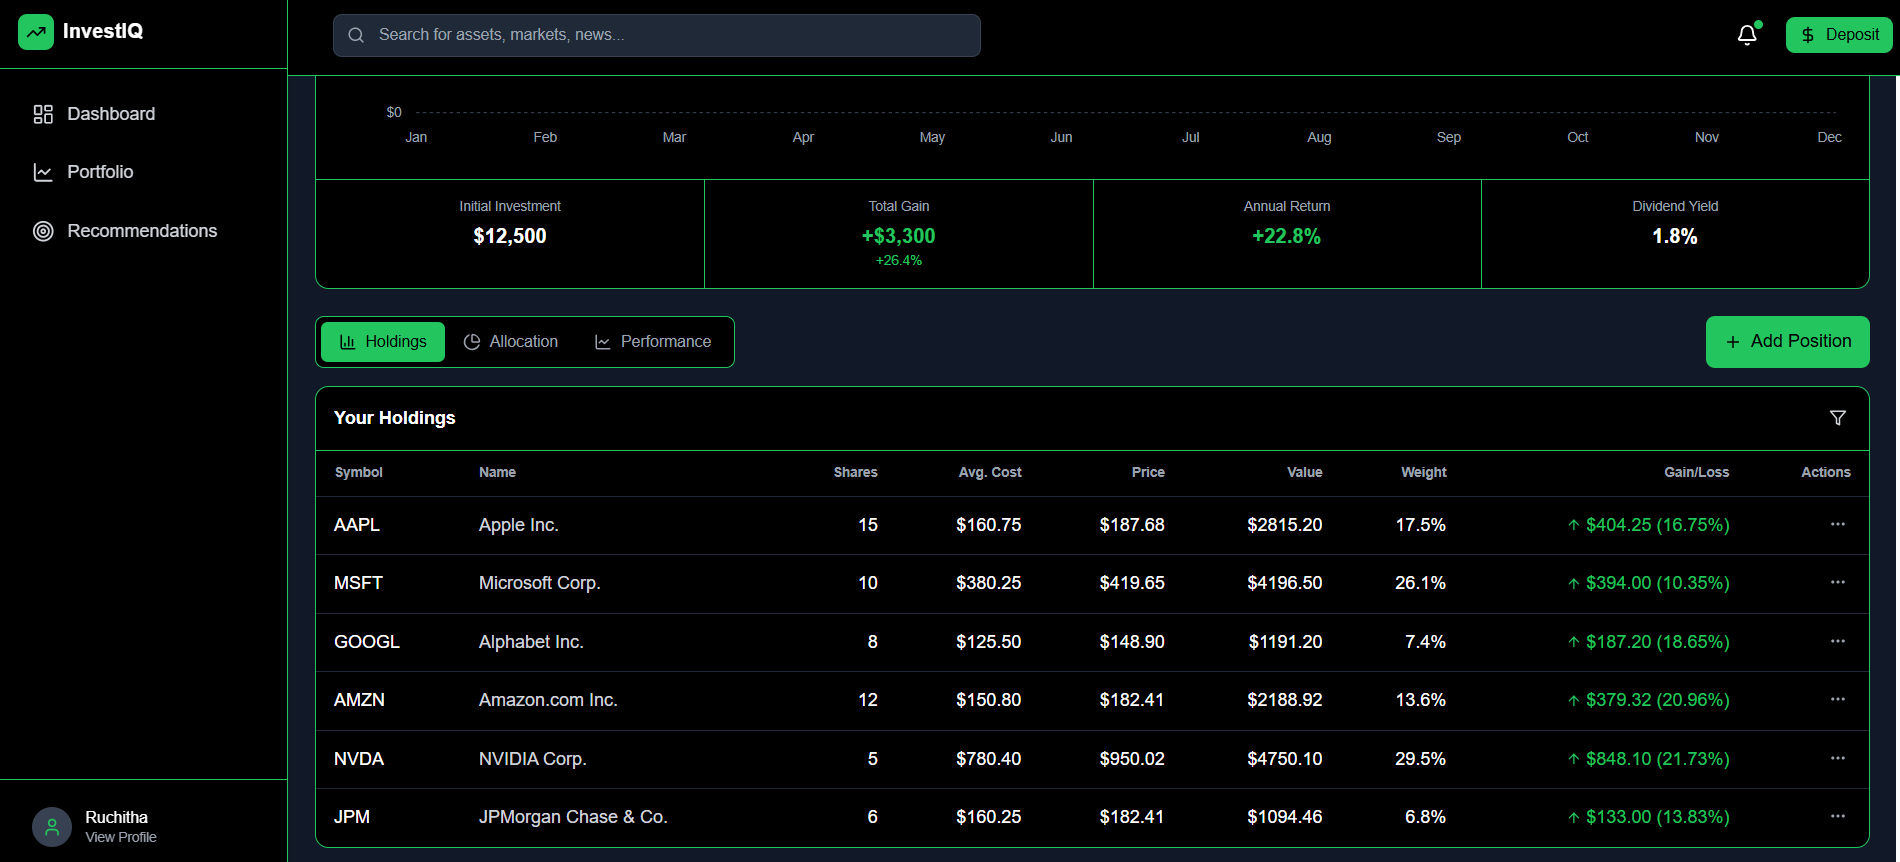 InvestIQ
Search for assets, markets, news...
Deposit
Dashboard
Portfolio
Recommendations
$0
Jan Feb Mar Apr May Jun Jul Aug Sep Oct Nov Dec
Initial Investment Total Gain Annual Return Dividend Yield
$12,500 +$3,300 +22.8% 1.8%
+26.4%
Holdings Allocation Performance
Add Position
Your Holdings
Symbol Name Shares Avg. Cost Price Value Weight Gain/Loss Actions
AAPL Apple Inc. 15 $160.75 $187.68 $2815.20 17.5% ↑ $404.25 (16.75%) ...
MSFT Microsoft Corp. 10 $380.25 $419.65 $4196.50 26.1% ↑ $394.00 (10.35%) ...
GOOGL Alphabet Inc. 8 $125.50 $148.90 $1191.20 7.4% ↑ $187.20 (18.65%) ...
AMZN Amazon.com Inc. 12 $150.80 $182.41 $2188.92 13.6% ↑ $379.32 (20.96%) ...
NVDA NVIDIA Corp. 5 $780.40 $950.02 $4750.10 29.5% ↑ $848.10 (21.73%) ...
JPM JPMorgan Chase & Co. 6 $160.25 $182.41 $1094.46 6.8% ↑ $133.00 (13.83%) ...
Ruchitha
View Profile